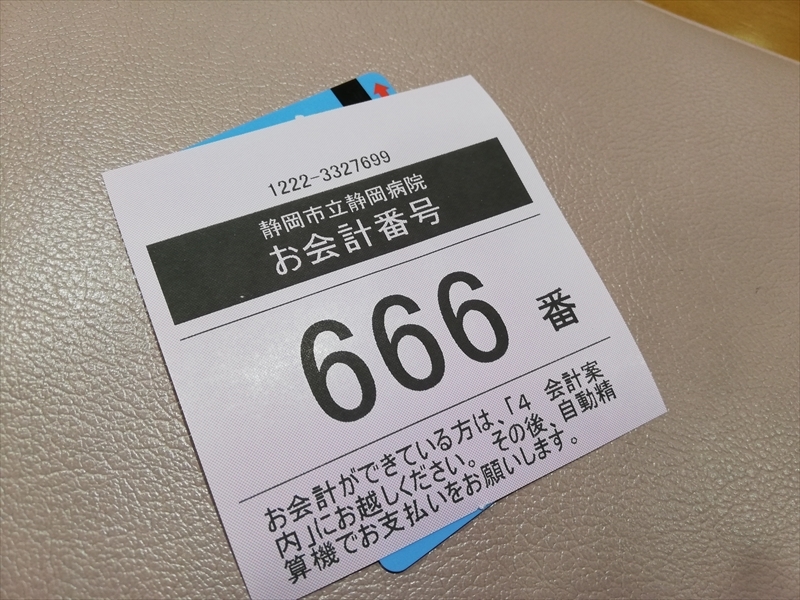 1222-3327699
静岡市立静岡病院
お会計番号
666 番
お会計ができている方は、「4 会計案
内」にお越しください。 その後、自動精
算機でお支払いをお願いします。